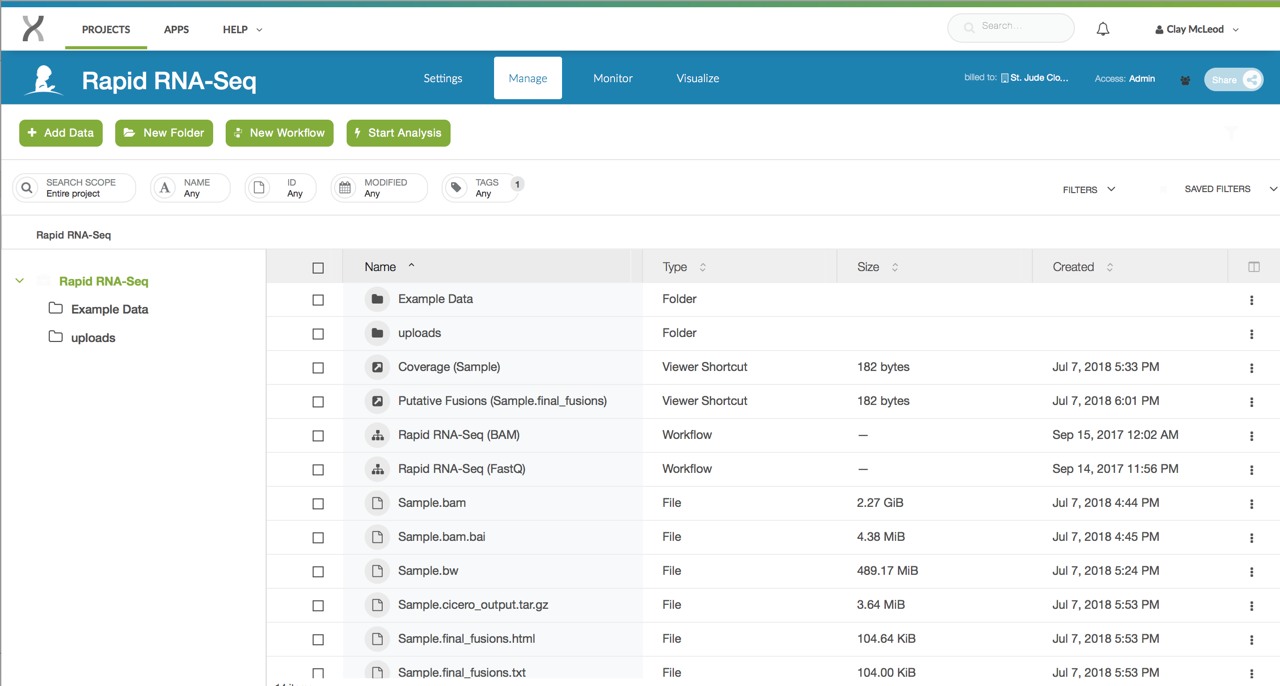 PROJECTS APPS HELP Search... Clay McLeod
Rapid RNA-Seq Settings Manage Monitor Visualize billed to: St. Jude Clo... Access: Admin Share
+ Add Data New Folder New Workflow Start Analysis
SEARCH SCOPE NAME ID MODIFIED TAGS 1
Entire project Any Any Any Any
FILTERS SAVED FILTERS
Rapid RNA-Seq
Rapid RNA-Seq
Example Data
uploads
Name Type Size Created
Example Data Folder
uploads Folder
Coverage (Sample) Viewer Shortcut 182 bytes Jul 7, 2018 5:33 PM
Putative Fusions (Sample.final_fusions) Viewer Shortcut 182 bytes Jul 7, 2018 6:01 PM
Rapid RNA-Seq (BAM) Workflow — Sep 15, 2017 12:02 AM
Rapid RNA-Seq (FastQ) Workflow — Sep 14, 2017 11:56 PM
Sample.bam File 2.27 GiB Jul 7, 2018 4:44 PM
Sample.bam.bai File 4.38 MiB Jul 7, 2018 4:45 PM
Sample.bw File 489.17 MiB Jul 7, 2018 5:24 PM
Sample.cicero_output.tar.gz File 3.64 MiB Jul 7, 2018 5:53 PM
Sample.final_fusions.html File 104.64 KiB Jul 7, 2018 5:53 PM
Sample.final_fusions.txt File 104.00 KiB Jul 7, 2018 5:53 PM